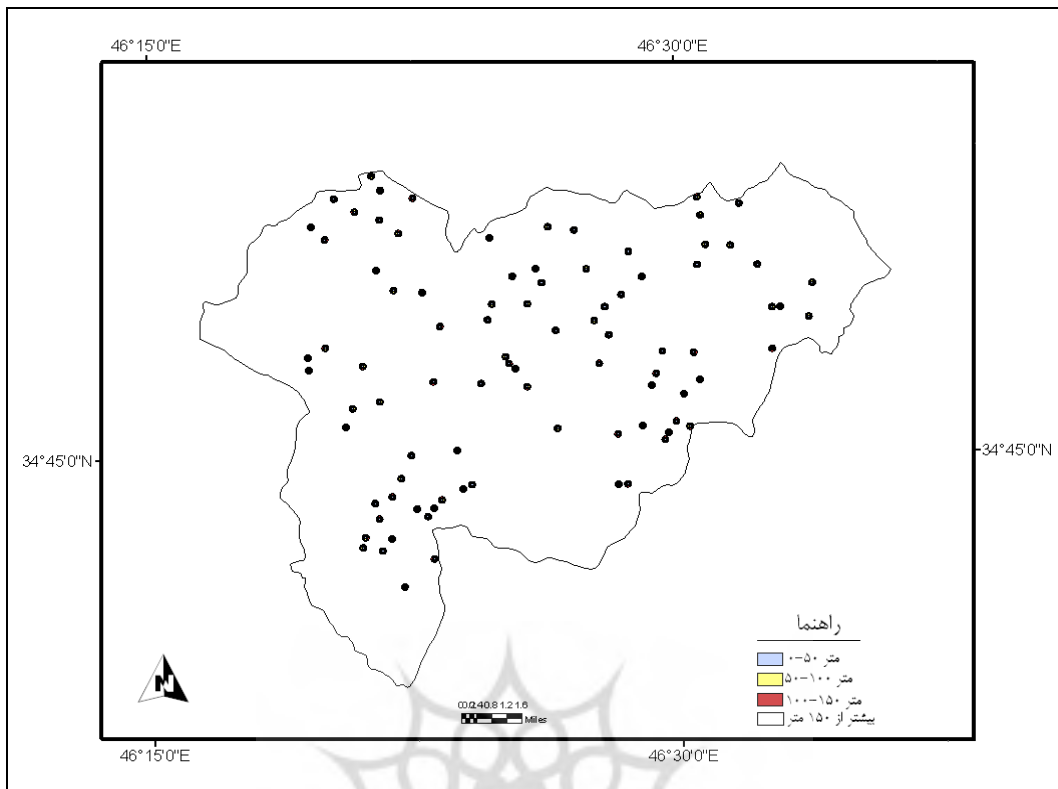 46°15'0"E
46°30'0"E
34°45'0"N
34°45'0"N
راهنما
۰-۵۰ متر
۵۰-۱۰۰ متر
۱۰۰-۱۵۰ متر
بیشتر از ۱۵۰ متر
N
Miles
46°15'0"E
46°30'0"E